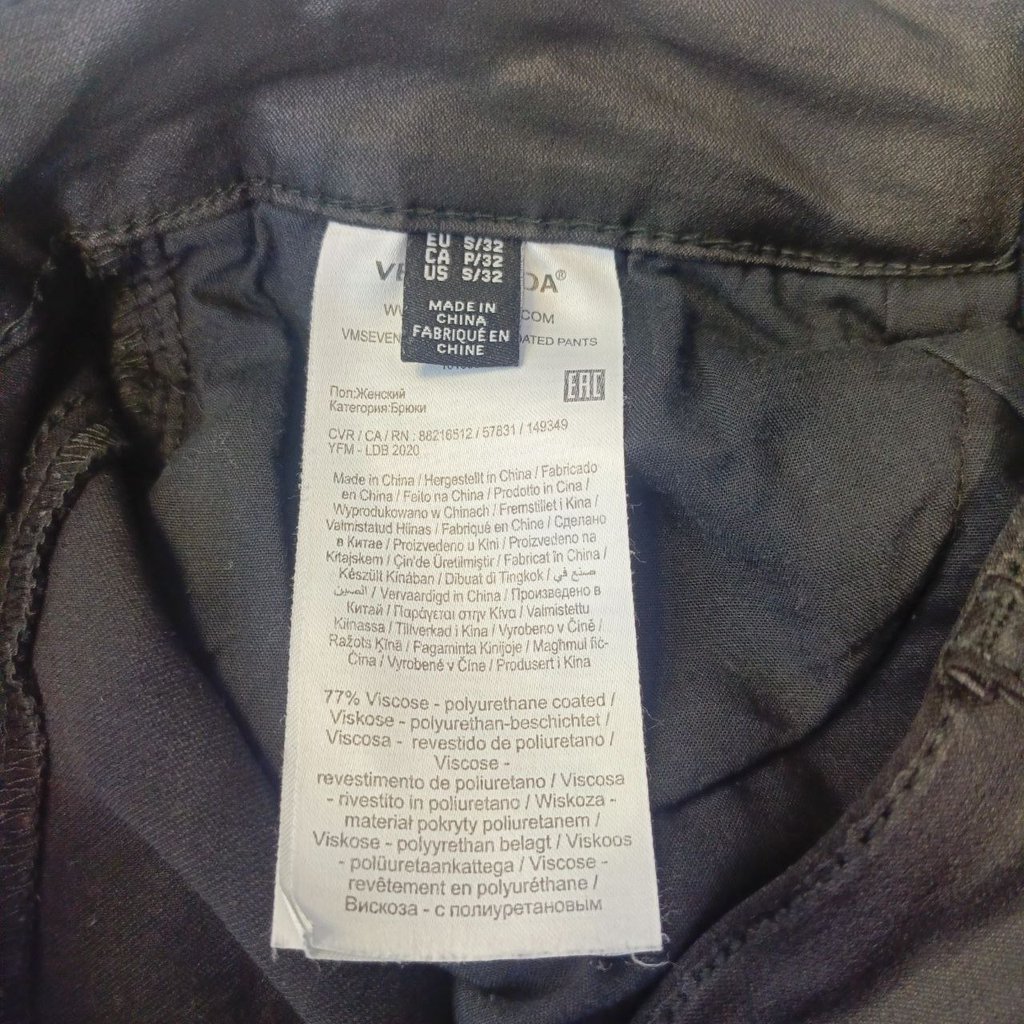 EU S/32
CA P/32
US S/32
MADE IN
CHINA
FABRIQUÉ EN
CHINE
®
.COM
VMSEVEN
PANTS
EAC
Пол:Женский
Категория:Брюки
CVR / CA / RN : 88216512 / 57831 / 149349
YFM - LDB 2020
Made in China / Hergestellt in China / Fabricado
en China / Feito na China / Prodotto in Cina /
Wyprodukowano w Chinach / Fremstillet i Kina /
Valmistatud Hiinas / Fabriqué en Chine / Сделано
в Китае / Proizvedeno u Kini / Proizvedeno na
Kitajskem / Çin'de Üretilmiştir / Fabricat în China /
Készült Kínában / Dibuat di Tingkok / صنع في
الصين / Vervaardigd in China / Произведено в
Китай / Παράγεται στην Κίνα / Valmistettu
Kiinassa / Tillverkad i Kina / Vyrobeno v Číně /
Ražots Ķīnā / Pagaminta Kinijoje / Maghmul fiċ-
Ċina / Vyrobené v Číne / Produsert i Kina
77% Viscose - polyurethane coated /
Viskose - polyurethan-beschichtet /
Viscosa - revestido de poliuretano /
Viscose -
revestimento de poliuretano / Viscosa
- rivestito in poliuretano / Wiskoza -
materiał pokryty poliuretanem /
Viskose - polyyrethan belagt / Viskoos
- polüuretaankattega / Viscose -
revêtement en polyuréthane /
Вискоза - с полиуретановым